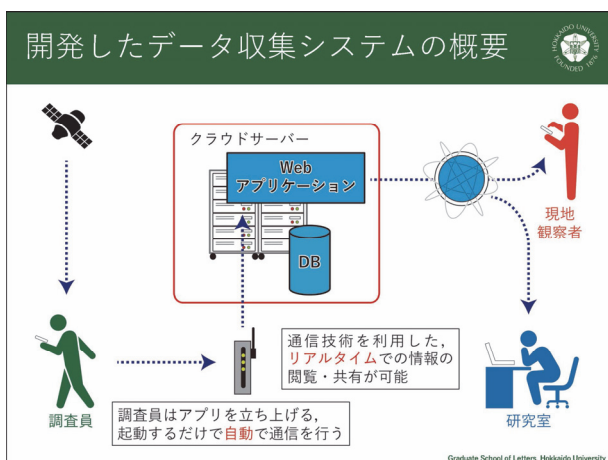 開発したデータ収集システムの概要
HOKKAIDO UNIVERSITY
FOUNDED 1876
クラウドサーバー
Web
アプリケーション
DB
現地
観察者
通信技術を利用した,
リアルタイムでの情報の
閲覧・共有が可能
調査員
調査員はアプリを立ち上げる,
起動するだけで自動で通信を行う
研究室
Graduate School of Letters, Hokkaido University